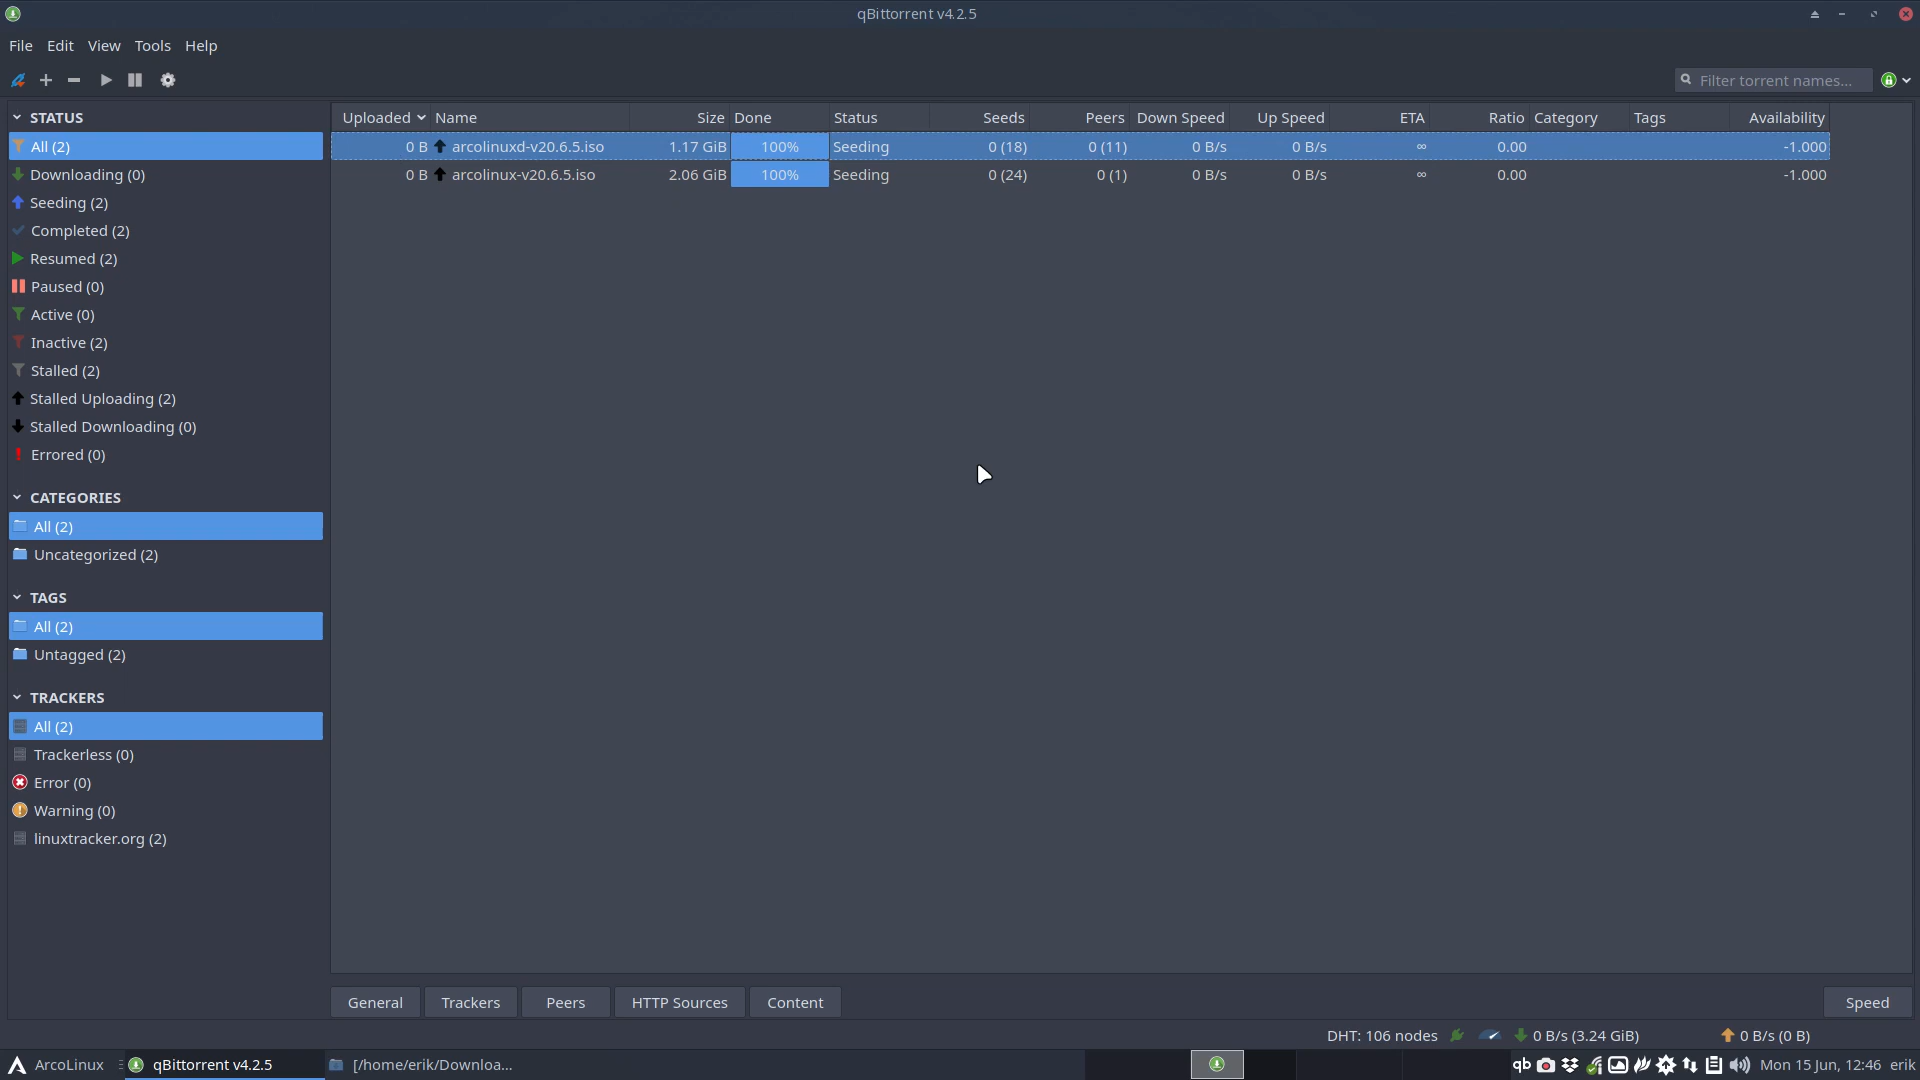 qBittorrent v4.2.5
File Edit View Tools Help
Filter torrent names...
STATUS
All (2)
Downloading (0)
Seeding (2)
Completed (2)
Resumed (2)
Paused (0)
Active (0)
Inactive (2)
Stalled (2)
Stalled Uploading (2)
Stalled Downloading (0)
Errored (0)
CATEGORIES
All (2)
Uncategorized (2)
TAGS
All (2)
Untagged (2)
TRACKERS
All (2)
Trackerless (0)
Error (0)
Warning (0)
linuxtracker.org (2)
Uploaded Name Size Done Status Seeds Peers Down Speed Up Speed ETA Ratio Category Tags Availability
0 B arcolinuxd-v20.6.5.iso 1.17 GiB 100% Seeding 0 (18) 0 (11) 0 B/s 0 B/s ∞ 0.00 -1.000
0 B arcolinux-v20.6.5.iso 2.06 GiB 100% Seeding 0 (24) 0 (1) 0 B/s 0 B/s ∞ 0.00 -1.000
General Trackers Peers HTTP Sources Content Speed
DHT: 106 nodes 0 B/s (3.24 GiB) 0 B/s (0 B)
ArcoLinux qBittorrent v4.2.5 [/home/erik/Downloa... qb Mon 15 Jun, 12:46 erik